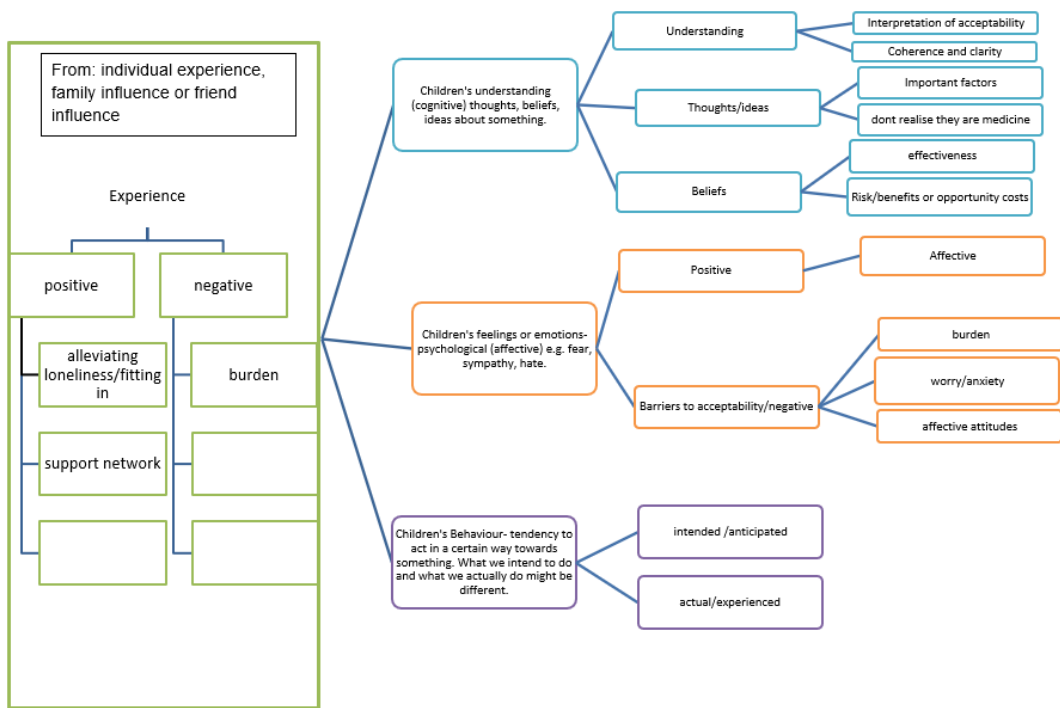 From: individual experience,
family influence or friend
influence
Experience
positive
negative
alleviating
loneliness/fitting
in
burden
support network
Children's understanding
(cognitive) thoughts, beliefs,
ideas about something.
Understanding
Interpretation of acceptability
Coherence and clarity
Thoughts/ideas
Important factors
dont realise they are medicine
Beliefs
effectiveness
Risk/benefits or opportunity costs
Children's feelings or emotions-
psychological (affective) e.g. fear,
sympathy, hate.
Positive
Affective
Barriers to acceptability/negative
burden
worry/anxiety
affective attitudes
Children's Behaviour- tendency to
act in a certain way towards
something. What we intend to do
and what we actually do might be
different.
intended /anticipated
actual/experienced